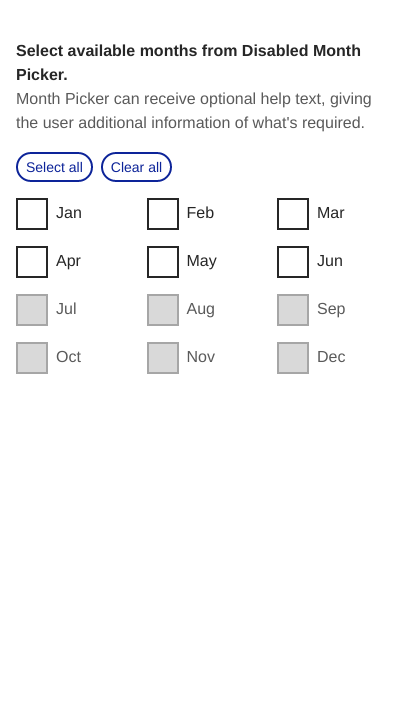 Select available months from Disabled Month
Picker.
Month Picker can receive optional help text, giving
the user additional information of what's required.
Select all Clear all
Jan Feb Mar
Apr May Jun
Jul Aug Sep
Oct Nov Dec